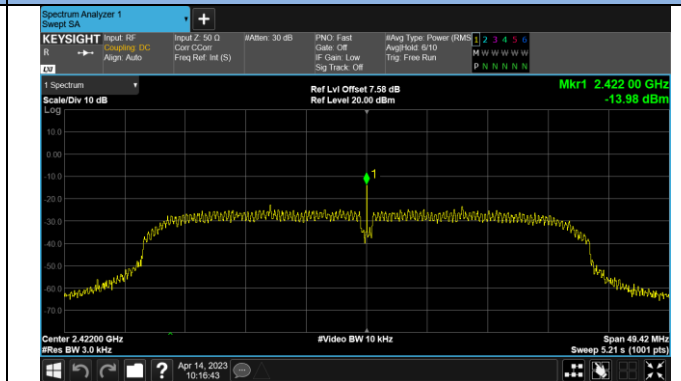 Spectrum Analyzer 1
Swept SA
+
KEYSIGHT Input: RF Input Z: 50 Ω #Atten: 30 dB PNO: Fast #Avg Type: Power (RMS 1 2 3 4 5 6
R Coupling: DC Corr CCorr Gate: Off Avg|Hold: 6/10 M W W W W W
Align: Auto Freq Ref: Int (S) IF Gain: Low Trig: Free Run
Sig Track: Off P N N N N N
LXI
1 Spectrum Ref Lvl Offset 7.58 dB Mkr1 2.422 00 GHz
Scale/Div 10 dB Ref Level 20.00 dBm -13.98 dBm
Log
10.0
0.00
1
-10.0
-20.0
-30.0
-40.0
-50.0
-60.0
-70.0
Center 2.42200 GHz #Video BW 10 kHz Span 49.42 MHz
#Res BW 3.0 kHz Sweep 5.21 s (1001 pts)
? Apr 14, 2023
10:16:43